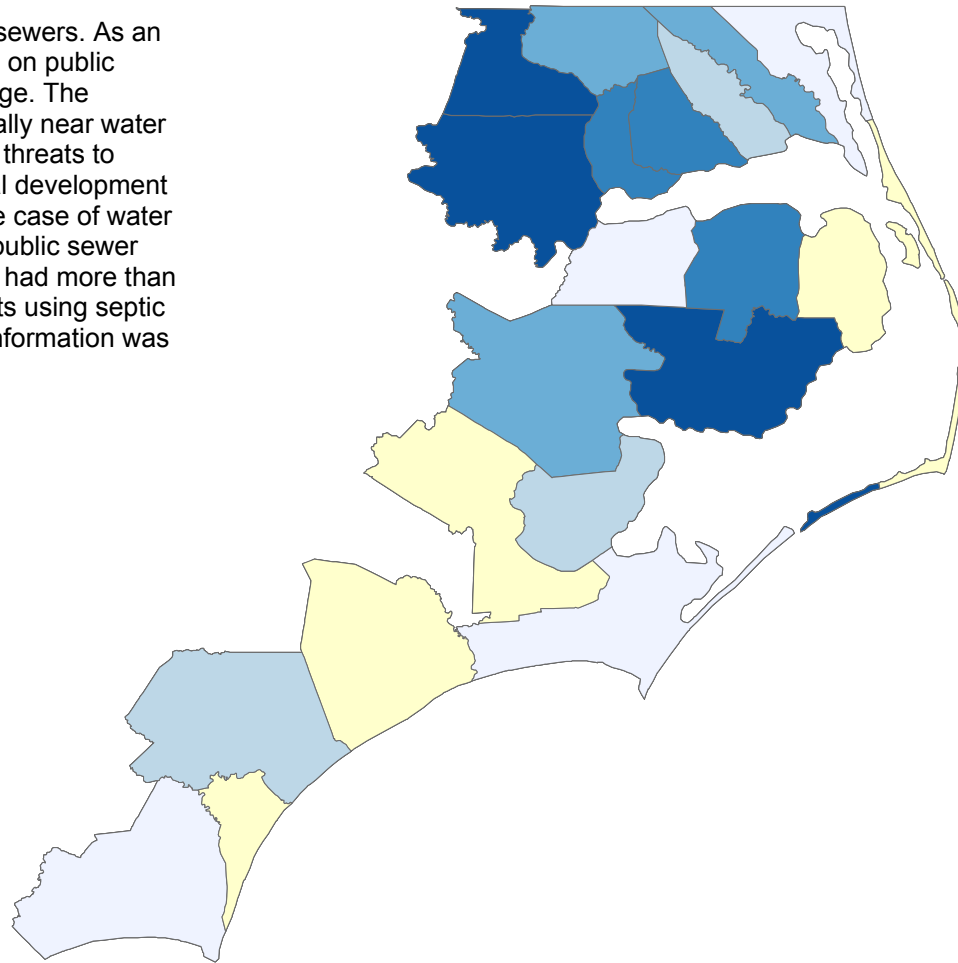 sewers. As an
on public
ge. The
ally near water
threats to
l development
e case of water
public sewer
had more than
ts using septic
nformation was